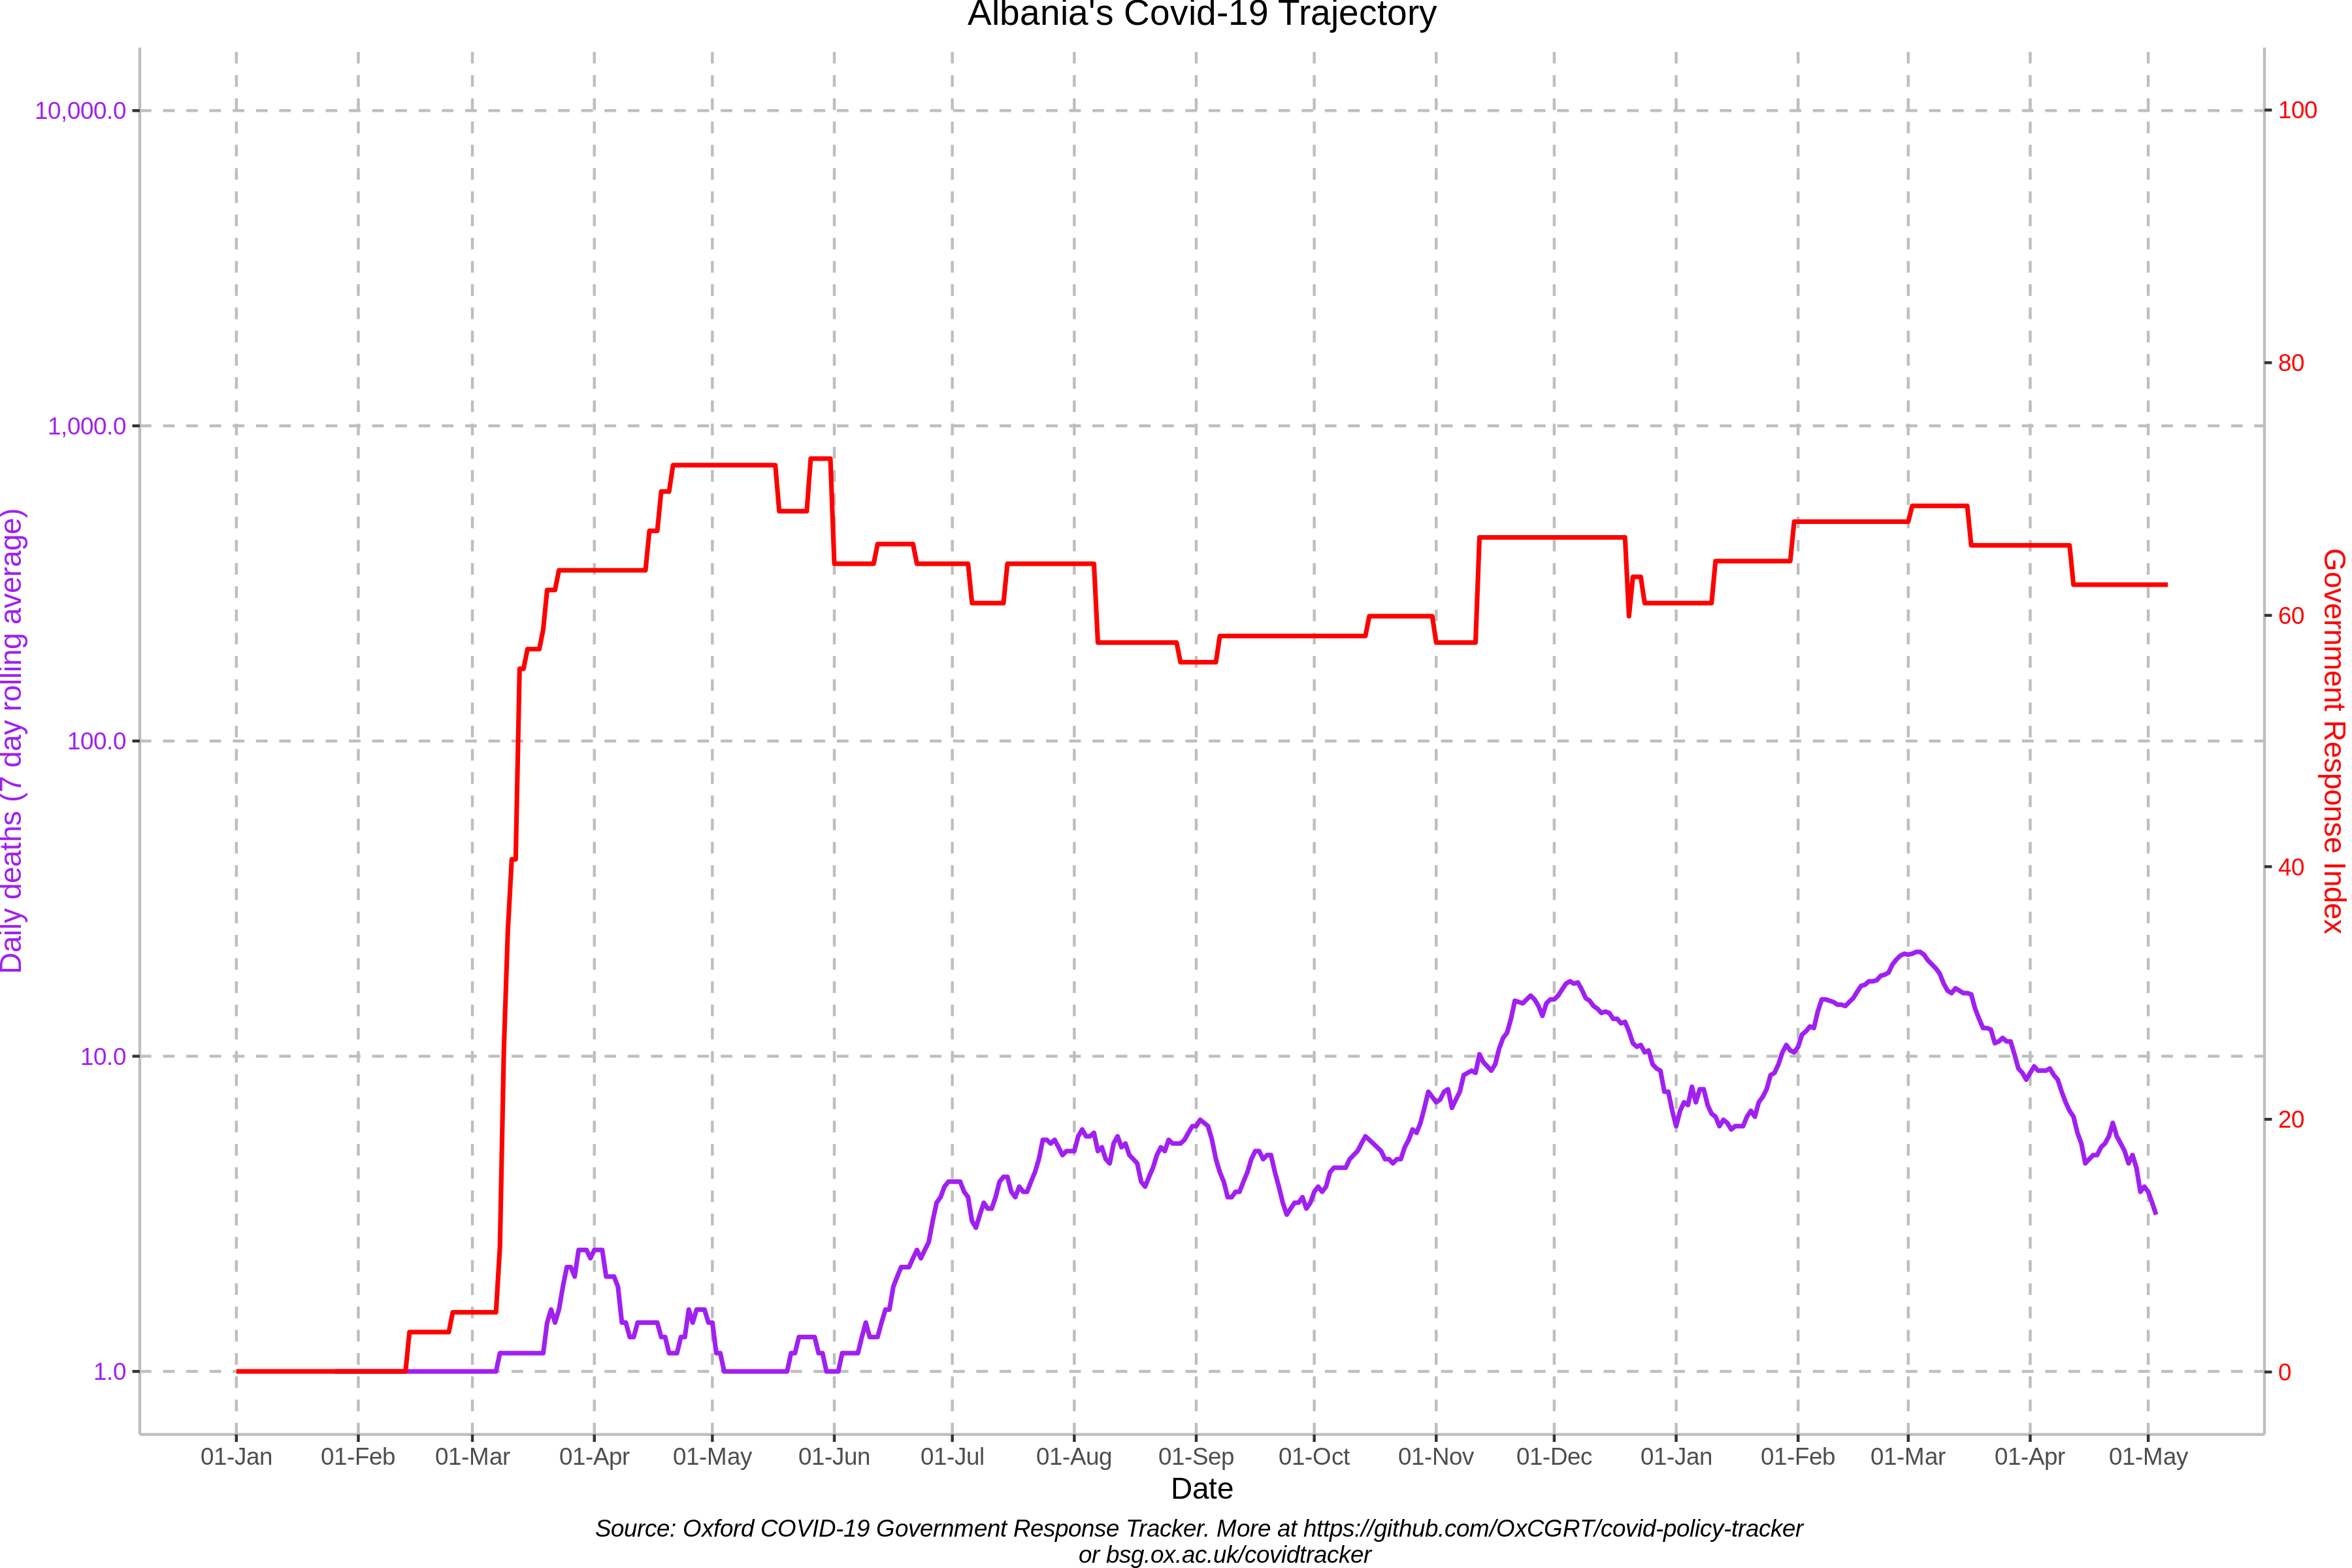 Albania's Covid-19 Trajectory
10,000.0
1,000.0
100.0
10.0
1.0
Daily deaths (7 day rolling average)
100
80
60
40
20
0
Government Response Index
01-Jan 01-Feb 01-Mar 01-Apr 01-May 01-Jun 01-Jul 01-Aug 01-Sep 01-Oct 01-Nov 01-Dec 01-Jan 01-Feb 01-Mar 01-Apr 01-May
Date
Source: Oxford COVID-19 Government Response Tracker. More at https://github.com/OxCGRT/covid-policy-tracker
or bsg.ox.ac.uk/covidtracker